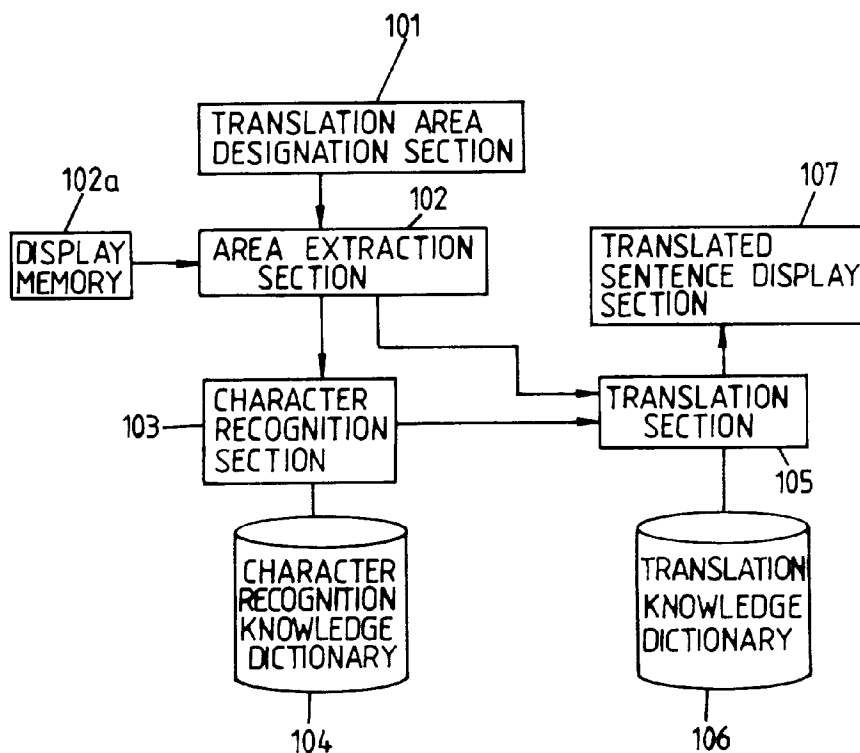 101
TRANSLATION AREA
DESIGNATION SECTION
102a
DISPLAY
MEMORY
102
AREA EXTRACTION
SECTION
107
TRANSLATED
SENTENCE DISPLAY
SECTION
103
CHARACTER
RECOGNITION
SECTION
TRANSLATION
SECTION
105
CHARACTER
RECOGNITION
KNOWLEDGE
DICTIONARY
104
TRANSLATION
KNOWLEDGE
DICTIONARY
106